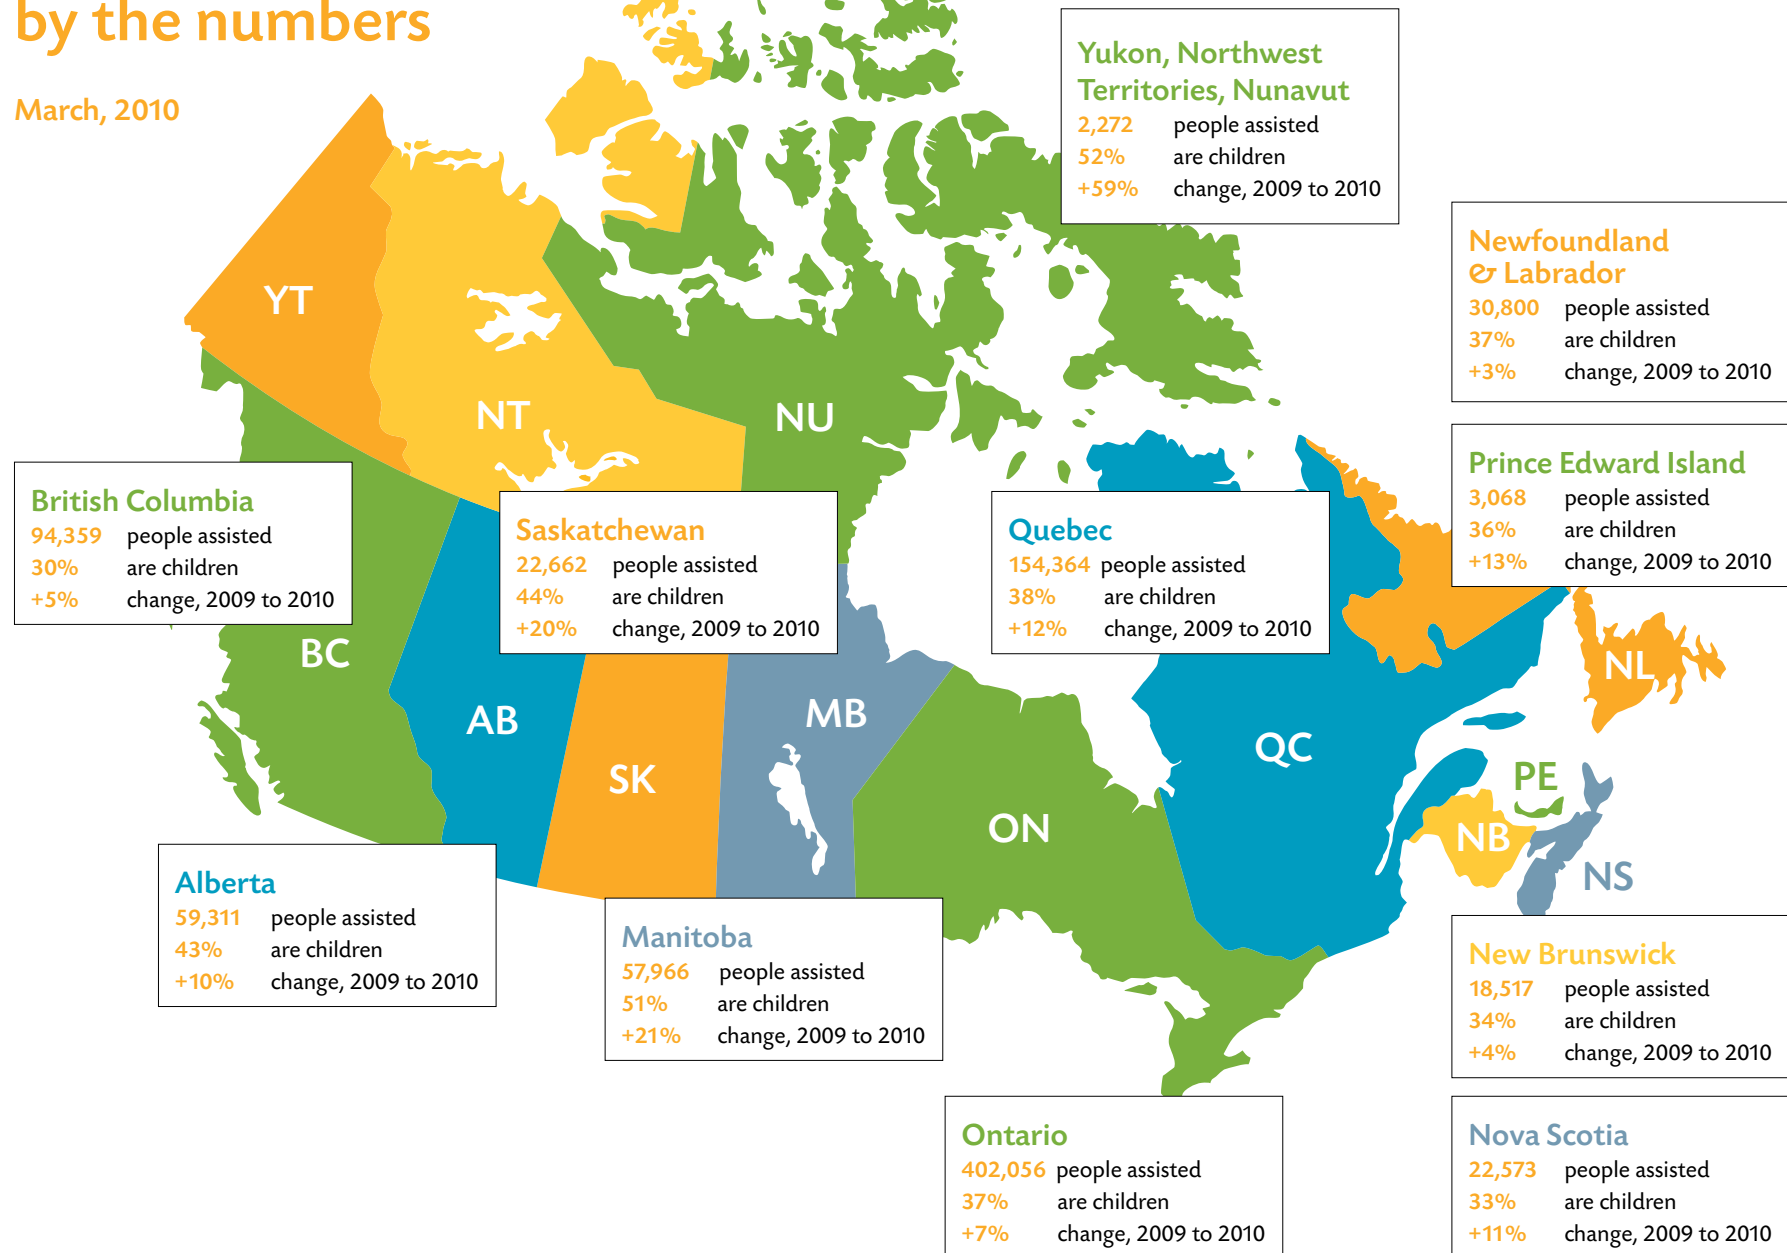 by the numbers
March, 2010
Yukon, Northwest
Territories, Nunavut
2,272 people assisted
52% are children
+59% change, 2009 to 2010
Newfoundland
& Labrador
30,800 people assisted
37% are children
+3% change, 2009 to 2010
Prince Edward Island
3,068 people assisted
36% are children
+13% change, 2009 to 2010
British Columbia
94,359 people assisted
30% are children
+5% change, 2009 to 2010
Saskatchewan
22,662 people assisted
44% are children
+20% change, 2009 to 2010
Quebec
154,364 people assisted
38% are children
+12% change, 2009 to 2010
YT
NT
NU
BC
AB
SK
MB
ON
QC
NL
PE
NB
NS
Alberta
59,311 people assisted
43% are children
+10% change, 2009 to 2010
Manitoba
57,966 people assisted
51% are children
+21% change, 2009 to 2010
New Brunswick
18,517 people assisted
34% are children
+4% change, 2009 to 2010
Ontario
402,056 people assisted
37% are children
+7% change, 2009 to 2010
Nova Scotia
22,573 people assisted
33% are children
+11% change, 2009 to 2010